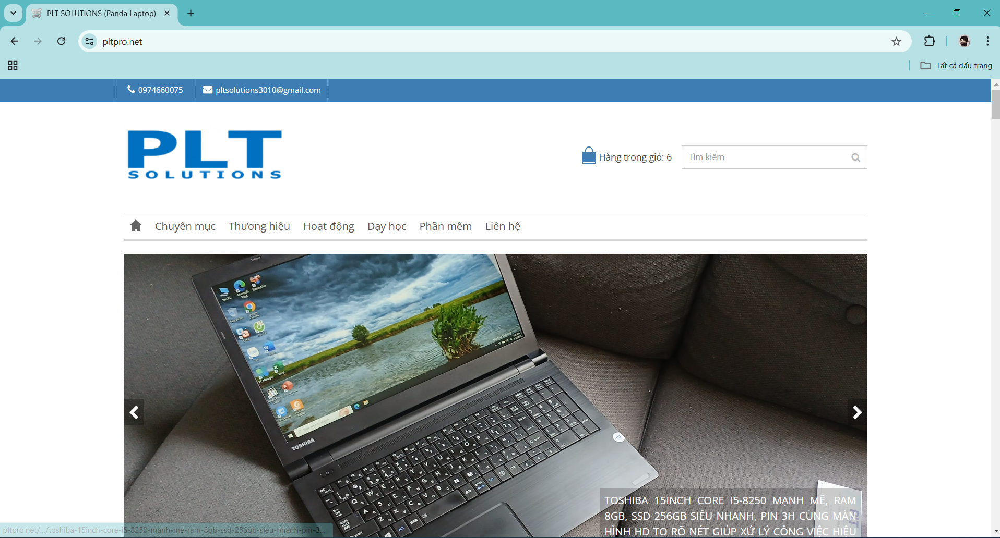 PLT SOLUTIONS (Panda Laptop)
pltpro.net
Tất cả dấu trang
0974660075
pltsolutions3010@gmail.com
PLT
SOLUTIONS
Hàng trong giỏ: 6
Tìm kiếm
Chuyên mục
Thương hiệu
Hoạt động
Dạy học
Phần mềm
Liên hệ
TOSHIBA
TOSHIBA 15INCH CORE I5-8250 MẠNH MẼ, RAM
8GB, SSD 256GB SIÊU NHANH, PIN 3H CÙNG MÀN
HÌNH HD TO RÕ NÉT GIÚP XỬ LÝ CÔNG VIỆC HIỆU
pltpro.net/.../toshiba-15inch-core-i5-8250-manh-me-ram-8gb-ssd-256gb-sieu-nhanh-pin-3...